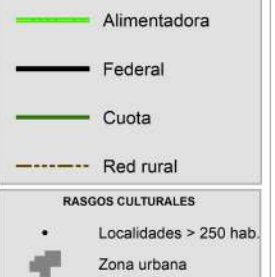 Alimentadora
Federal
Cuota
Red rural
RASGOS CULTURALES
Localidades > 250 hab.
Zona urbana